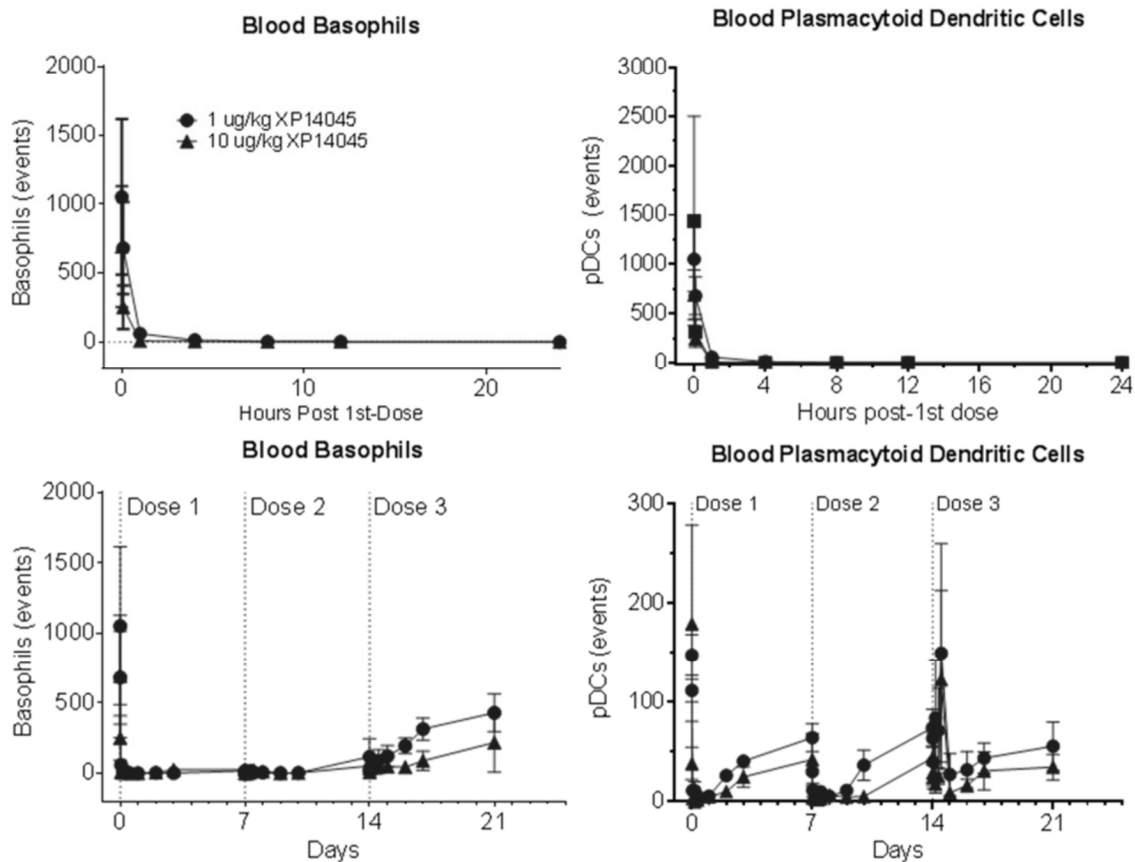 Blood Basophils
2000
1500
1000
500
0
Basophils (events)
1 ug/kg XP14045
10 ug/kg XP14045
0 10 20
Hours Post 1st-Dose
Blood Plasmacytoid Dendritic Cells
3000
2500
2000
1500
1000
500
0
pDCs (events)
0 4 8 12 16 20 24
Hours post-1st dose
Blood Basophils
2000
1500
1000
500
0
Basophils (events)
Dose 1 Dose 2 Dose 3
0 7 14 21
Days
Blood Plasmacytoid Dendritic Cells
300
200
100
0
pDCs (events)
Dose 1 Dose 2 Dose 3
0 7 14 21
Days